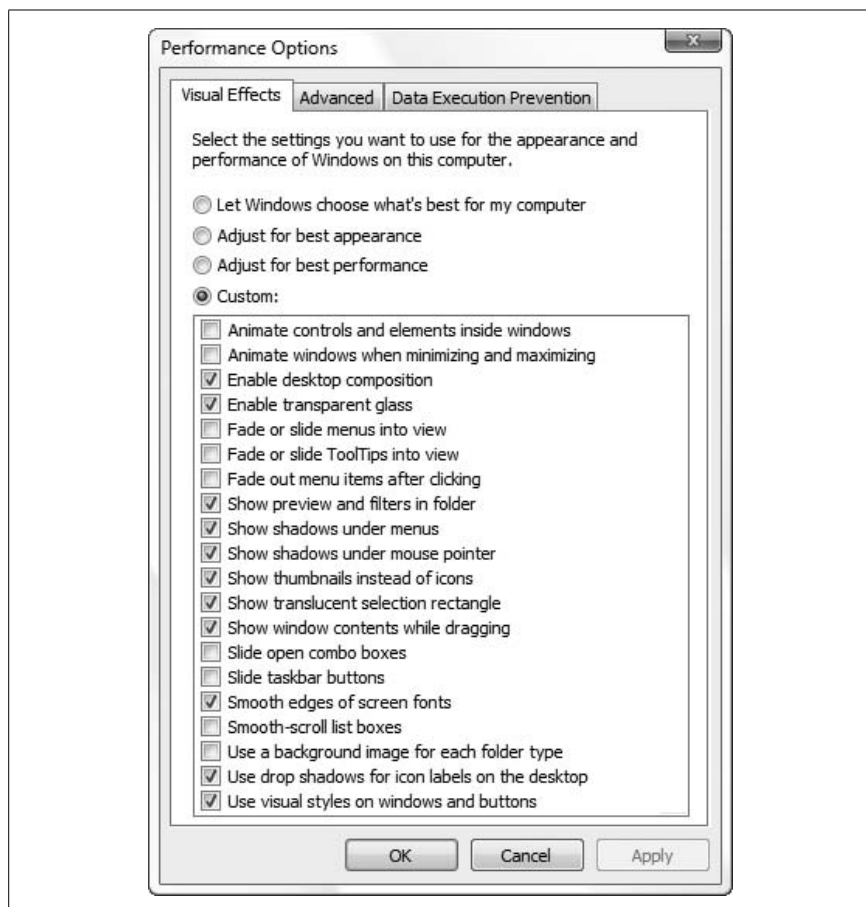 Performance Options
Visual Effects
Advanced
Data Execution Prevention
Select the settings you want to use for the appearance and
performance of Windows on this computer.
Let Windows choose what's best for my computer
Adjust for best appearance
Adjust for best performance
Custom:
Animate controls and elements inside windows
Animate windows when minimizing and maximizing
Enable desktop composition
Enable transparent glass
Fade or slide menus into view
Fade or slide ToolTips into view
Fade out menu items after clicking
Show preview and filters in folder
Show shadows under menus
Show shadows under mouse pointer
Show thumbnails instead of icons
Show translucent selection rectangle
Show window contents while dragging
Slide open combo boxes
Slide taskbar buttons
Smooth edges of screen fonts
Smooth-scroll list boxes
Use a background image for each folder type
Use drop shadows for icon labels on the desktop
Use visual styles on windows and buttons
OK
Cancel
Apply